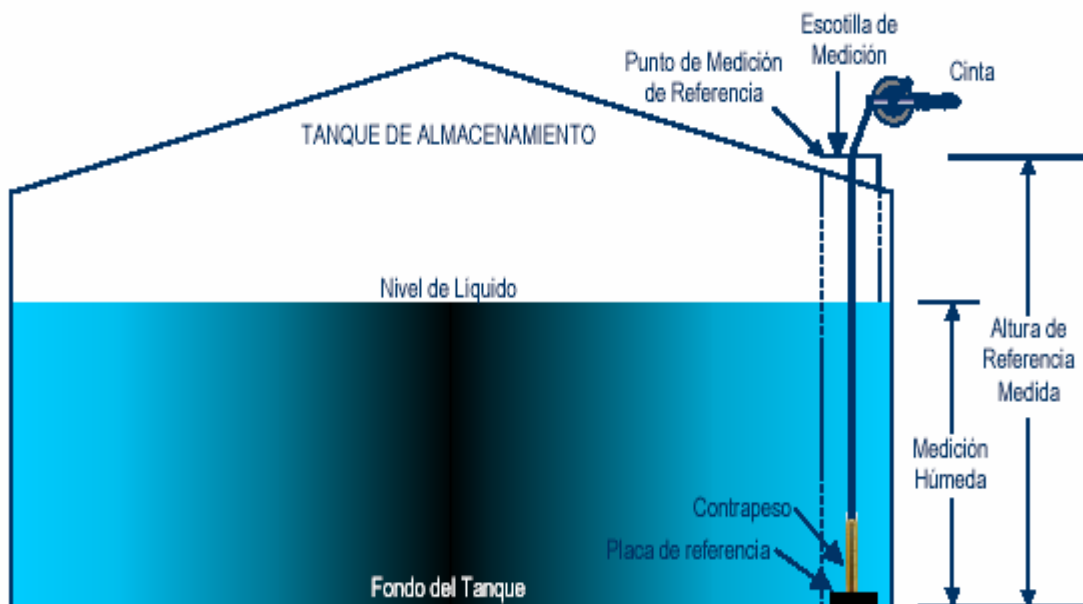 Escotilla de
Medición
Punto de Medición
de Referencia
Cinta
TANQUE DE ALMACENAMIENTO
Nivel de Líquido
Altura de
Referencia
Medida
Medición
Húmeda
Contrapeso
Placa de referencia
Fondo del Tanque